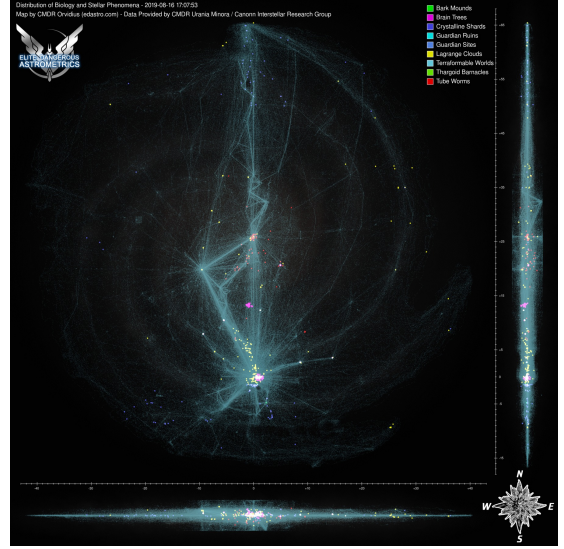 Distribution of Biology and Stellar Phenomena - 2019-08-16 17:07:53
Map by CMDR Orvidius (edastro.com) - Data Provided by CMDR Urania Minora / Canonn Interstellar Research Group
ELITE DANGEROUS
ASTROMETRICS
Bark Mounds
Brain Trees
Crystalline Shards
Guardian Ruins
Guardian Sites
Lagrange Clouds
Terraformable Worlds
Thargoid Barnacles
Tube Worms
N
W
E
S